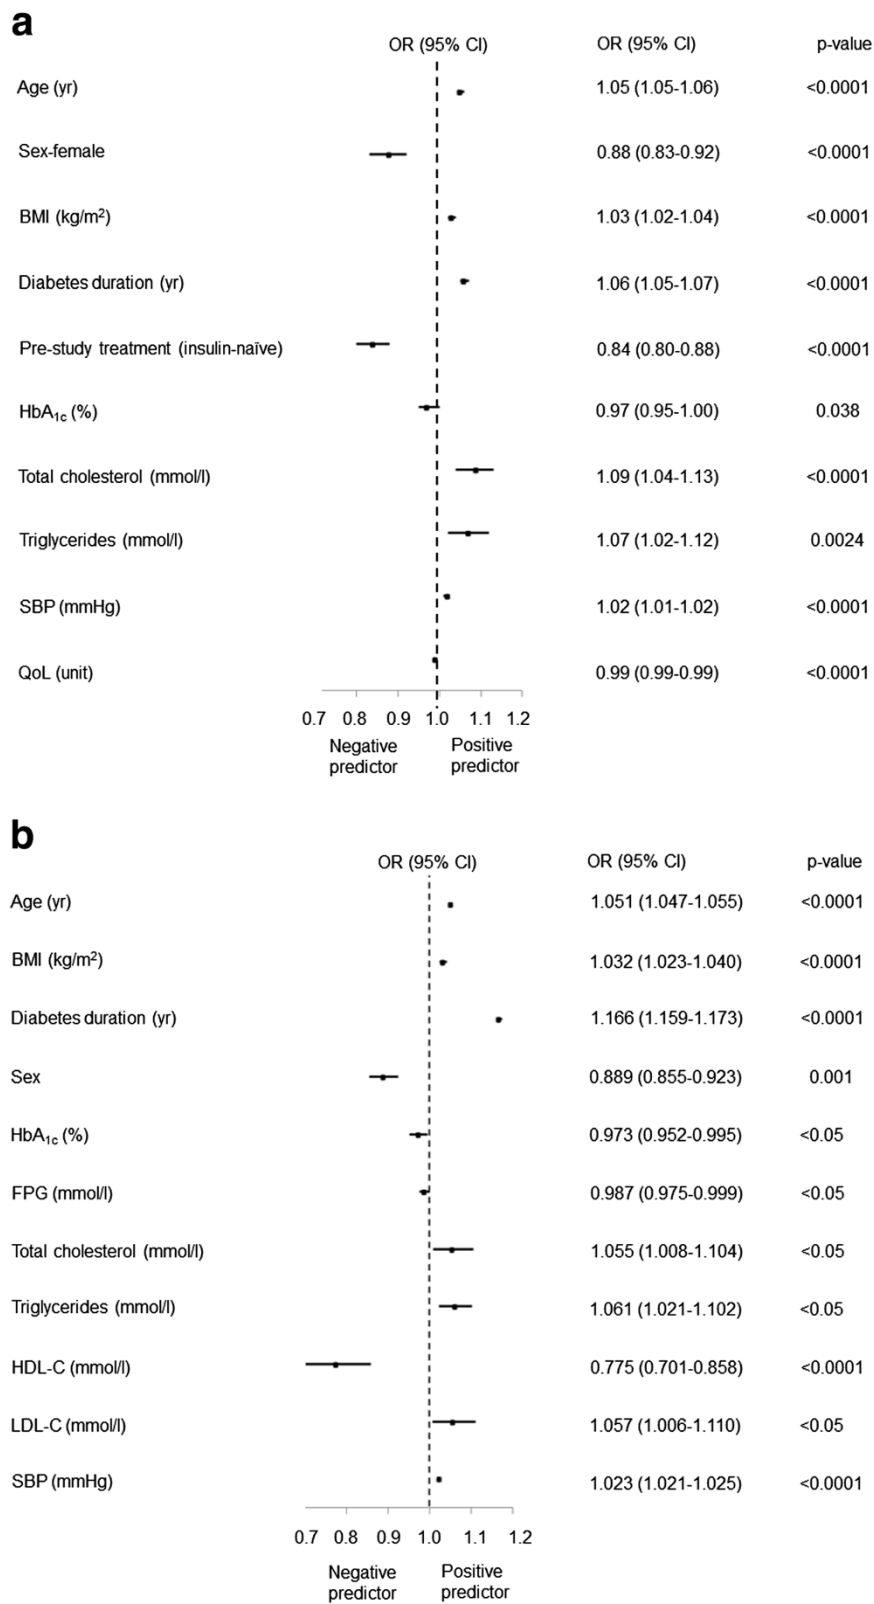 a
OR (95% CI) OR (95% CI) p-value
Age (yr) 1.05 (1.05-1.06) <0.0001
Sex-female 0.88 (0.83-0.92) <0.0001
BMI (kg/m²) 1.03 (1.02-1.04) <0.0001
Diabetes duration (yr) 1.06 (1.05-1.07) <0.0001
Pre-study treatment (insulin-naïve) 0.84 (0.80-0.88) <0.0001
HbA₁c (%) 0.97 (0.95-1.00) 0.038
Total cholesterol (mmol/l) 1.09 (1.04-1.13) <0.0001
Triglycerides (mmol/l) 1.07 (1.02-1.12) 0.0024
SBP (mmHg) 1.02 (1.01-1.02) <0.0001
QoL (unit) 0.99 (0.99-0.99) <0.0001
0.7 0.8 0.9 1.0 1.1 1.2
Negative Positive
predictor predictor
b
OR (95% CI) OR (95% CI) p-value
Age (yr) 1.051 (1.047-1.055) <0.0001
BMI (kg/m²) 1.032 (1.023-1.040) <0.0001
Diabetes duration (yr) 1.166 (1.159-1.173) <0.0001
Sex 0.889 (0.855-0.923) 0.001
HbA₁c (%) 0.973 (0.952-0.995) <0.05
FPG (mmol/l) 0.987 (0.975-0.999) <0.05
Total cholesterol (mmol/l) 1.055 (1.008-1.104) <0.05
Triglycerides (mmol/l) 1.061 (1.021-1.102) <0.05
HDL-C (mmol/l) 0.775 (0.701-0.858) <0.0001
LDL-C (mmol/l) 1.057 (1.006-1.110) <0.05
SBP (mmHg) 1.023 (1.021-1.025) <0.0001
0.7 0.8 0.9 1.0 1.1 1.2
Negative Positive
predictor predictor